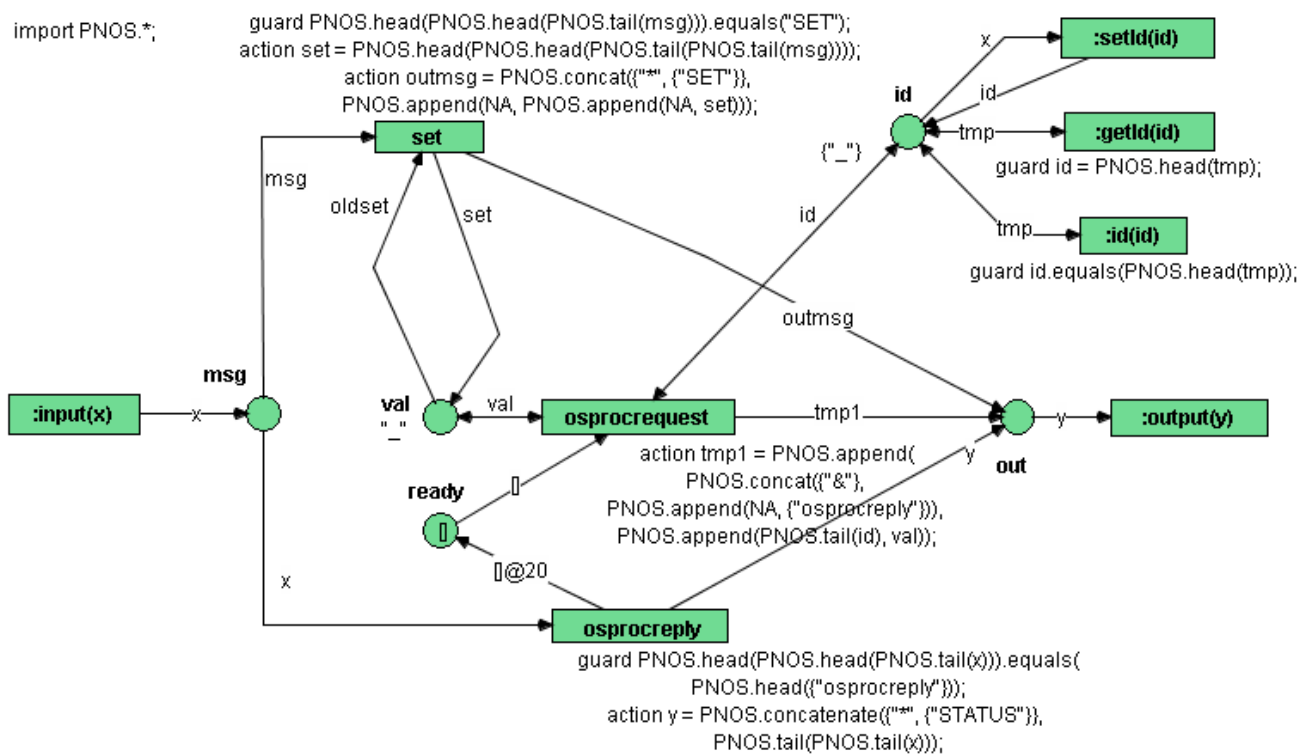 import PNOS.*;
guard PNOS.head(PNOS.head(PNOS.tail(msg))).equals("SET");
action set = PNOS.head(PNOS.head(PNOS.tail(PNOS.tail(msg))));
action outmsg = PNOS.concat({"*", {"SET"}},
PNOS.append(NA, PNOS.append(NA, set)));
set
msg
oldset
set
x
:setId(id)
id
id
tmp
:getId(id)
{"_"}
guard id = PNOS.head(tmp);
id
tmp
:id(id)
guard id.equals(PNOS.head(tmp));
outmsg
msg
:input(x)
x
val
"_"
val
osprocrequest
tmp1
y
:output(y)
out
y
action tmp1 = PNOS.append(
PNOS.concat({"&"},
PNOS.append(NA, {"osprocreply"})),
PNOS.append(PNOS.tail(id), val));
ready
[]
[]
[]@20
x
osprocreply
guard PNOS.head(PNOS.head(PNOS.tail(x))).equals(
PNOS.head({"osprocreply"}));
action y = PNOS.concatenate({"*", {"STATUS"}},
PNOS.tail(PNOS.tail(x)));